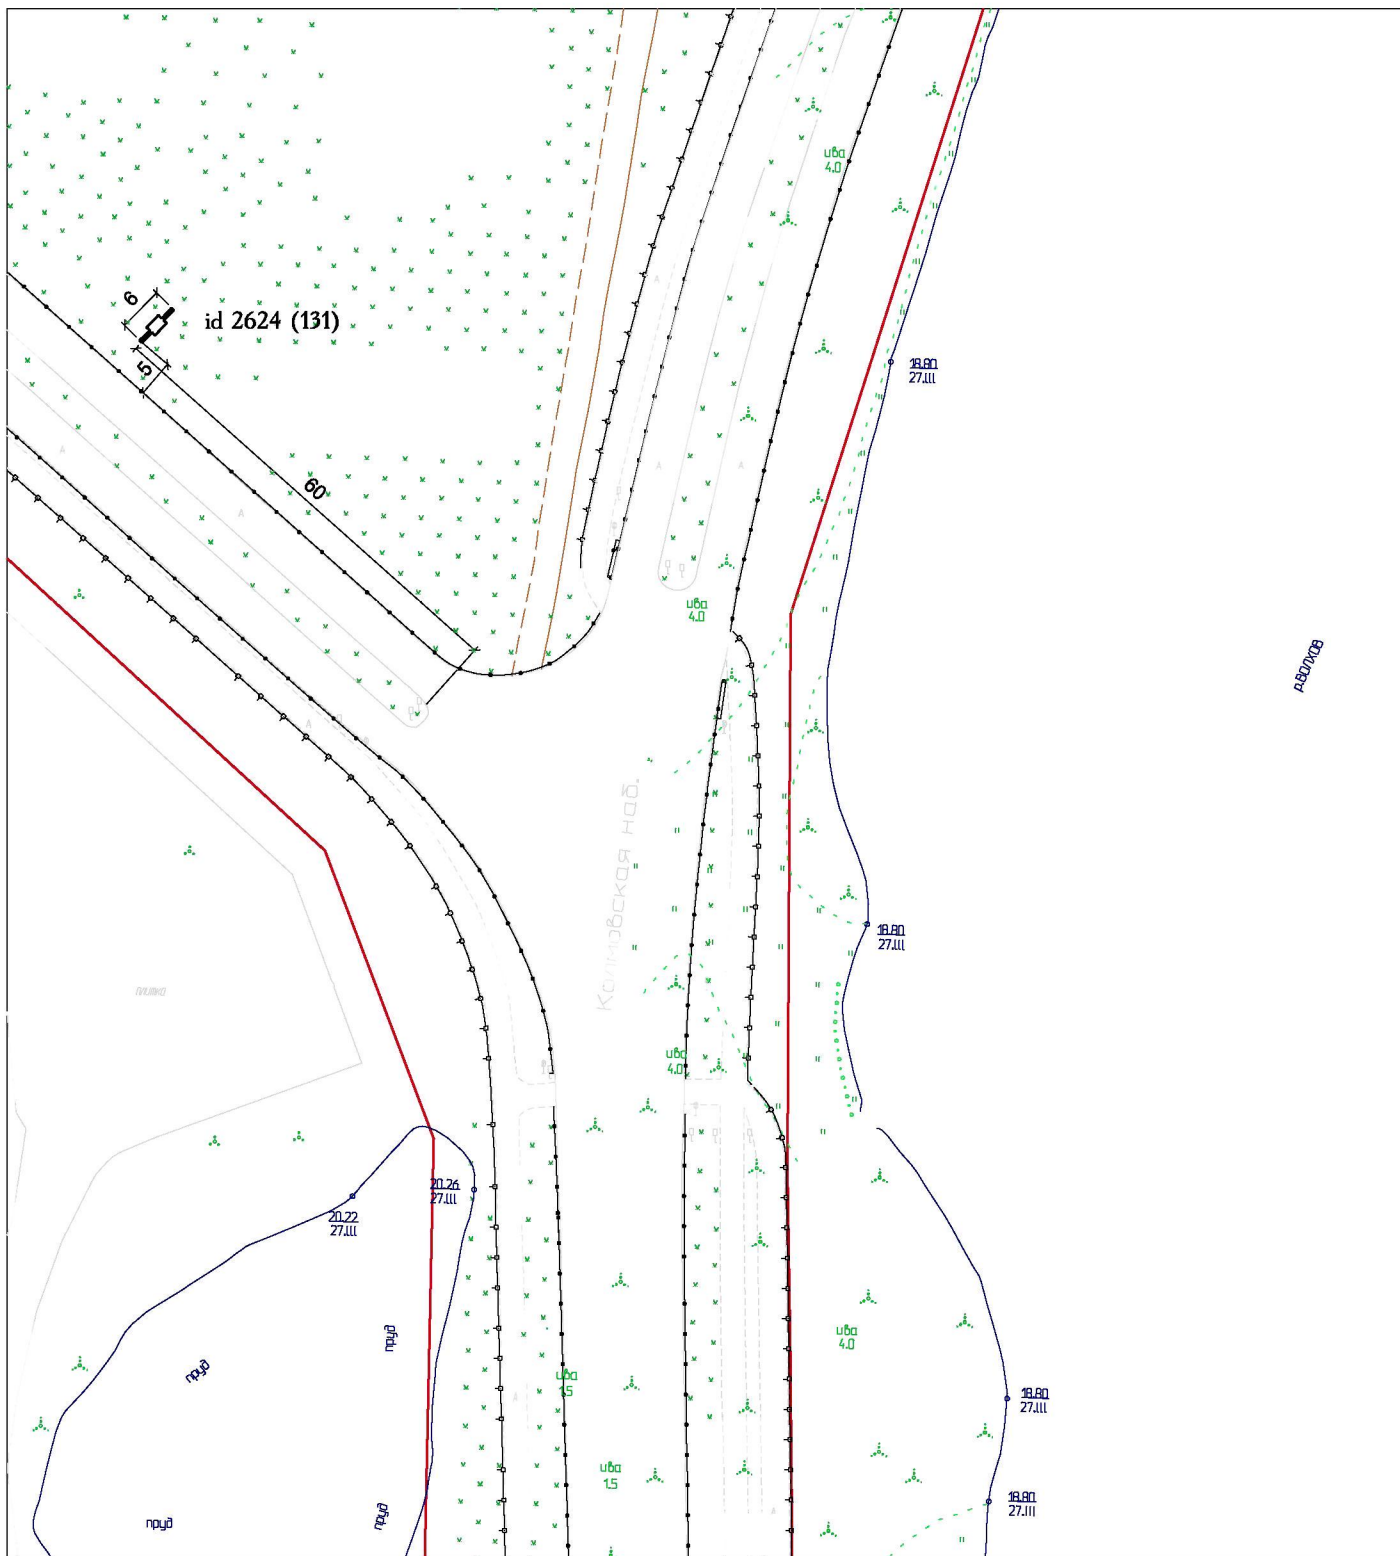 ива
4.0
6
id 2624 (131)
5
18.80
27.III
А
А
А
А
60
ива
4.0
р.Волхов
А
Колмовская наб.
18.80
27.III
ива
4.0
20.26
27.III
20.22
27.III
пруд
пруд
ива
4.0
ива
1.5
18.80
27.III
ива
1.5
18.80
27.III
пруд
пруд